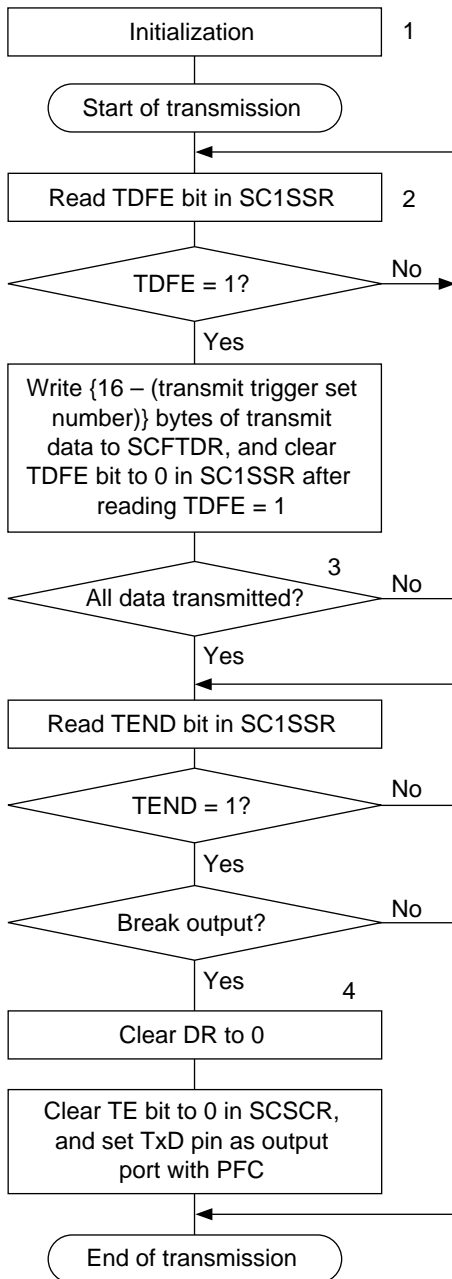 Initialization
1
Start of transmission
Read TDFE bit in SC1SSR
2
TDFE = 1?
No
Yes
Write {16 – (transmit trigger set
number)} bytes of transmit
data to SCFTDR, and clear
TDFE bit to 0 in SC1SSR after
reading TDFE = 1
3
All data transmitted?
No
Yes
Read TEND bit in SC1SSR
TEND = 1?
No
Yes
Break output?
No
Yes
4
Clear DR to 0
Clear TE bit to 0 in SCSCR,
and set TxD pin as output
port with PFC
End of transmission